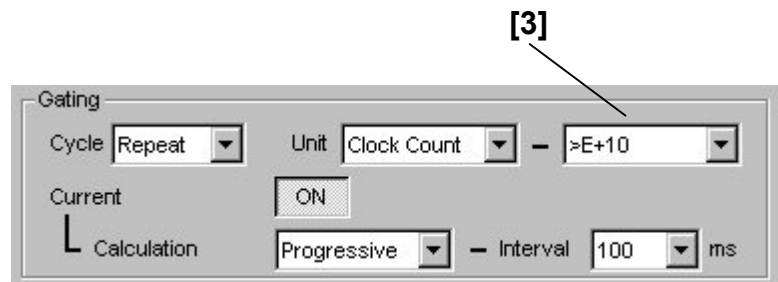 [3]
Gating
Cycle Repeat Unit Clock Count – >E+10
Current ON
Calculation Progressive – Interval 100 ms